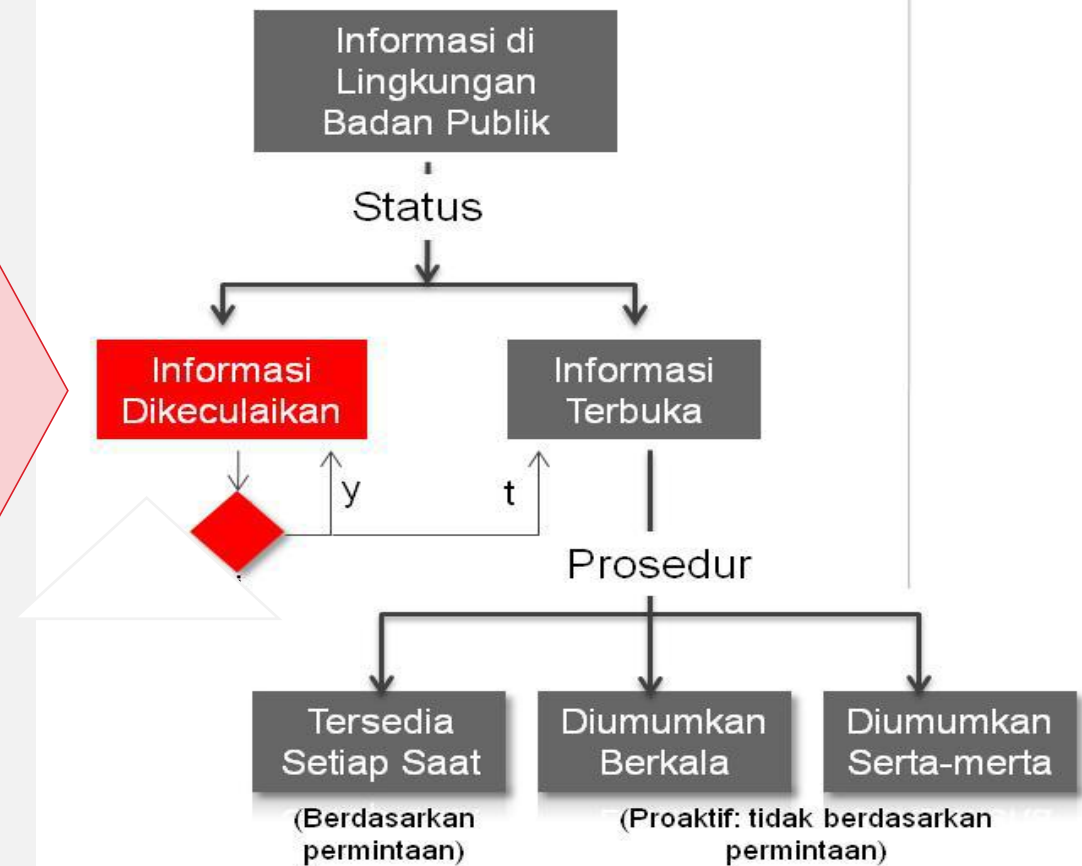 Informasi di
Lingkungan
Badan Publik
Status
Informasi
Dikeculaikan
Informasi
Terbuka
y
t
Prosedur
Tersedia
Setiap Saat
Diumumkan
Berkala
Diumumkan
Serta-merta
(Berdasarkan
permintaan)
(Proaktif: tidak berdasarkan
permintaan)